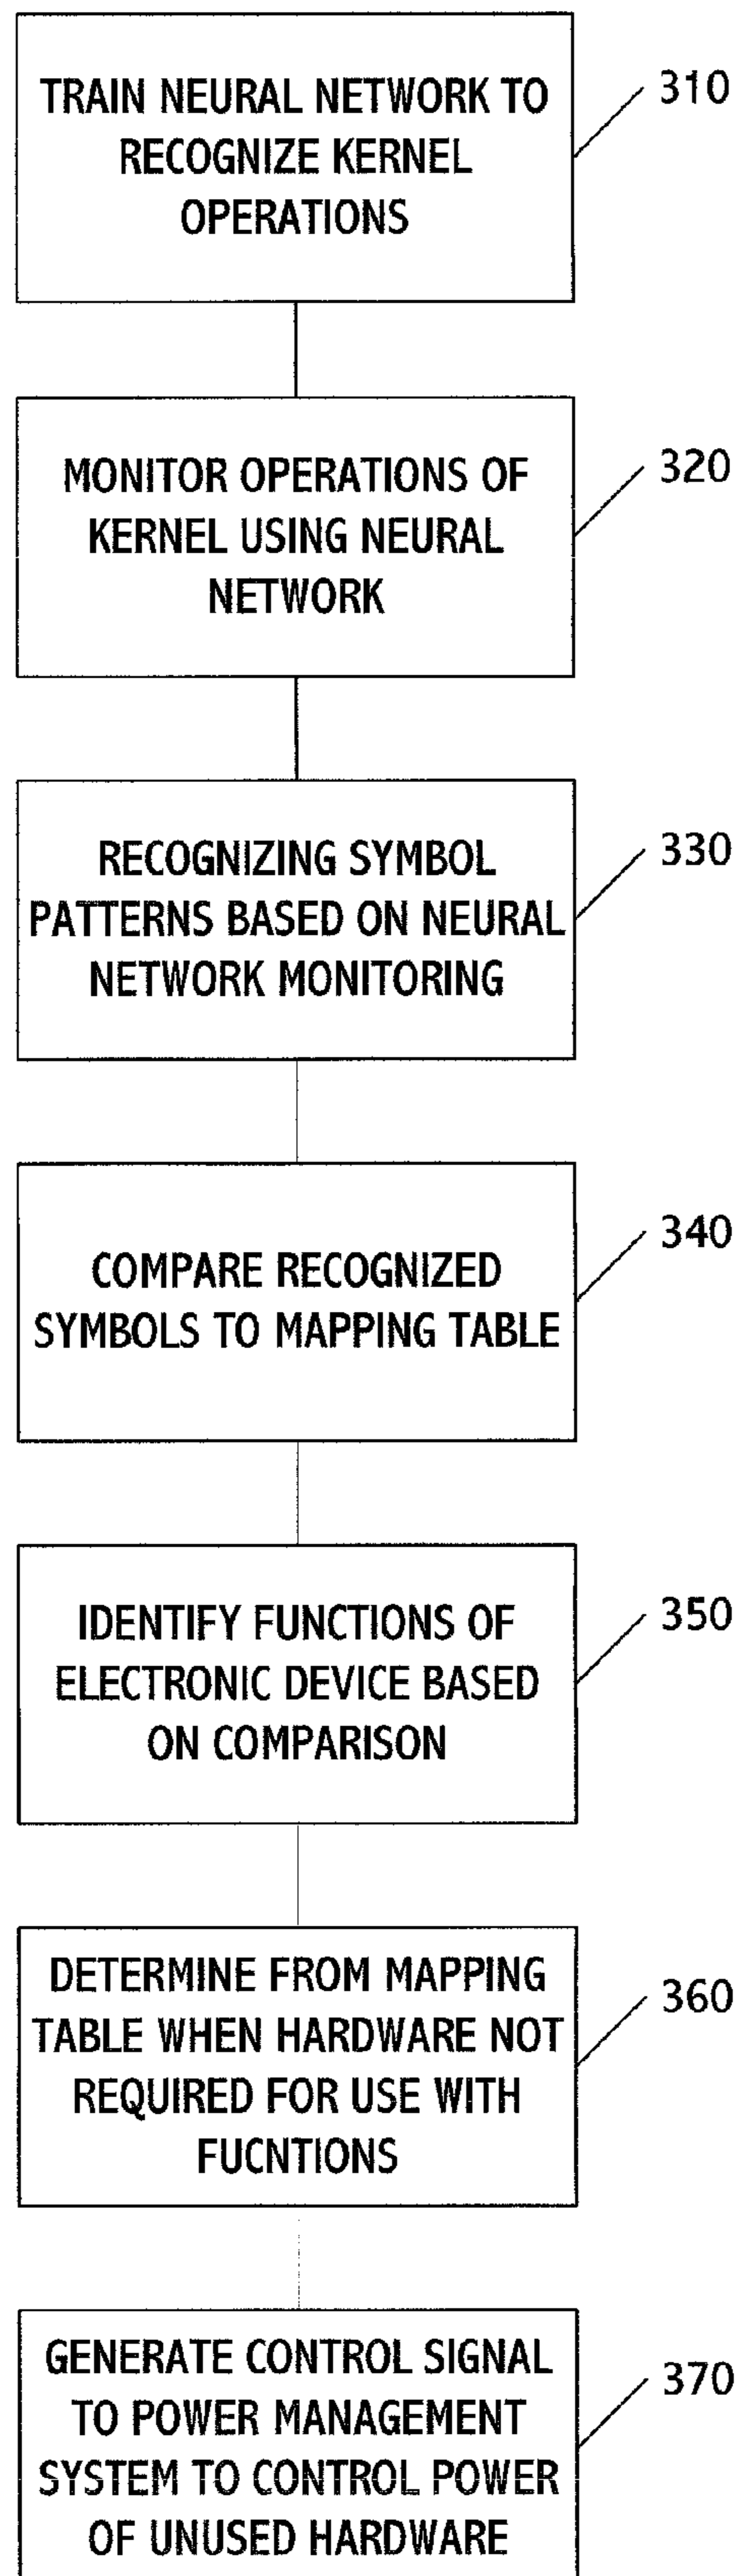 TRAIN NEURAL NETWORK TO
RECOGNIZE KERNEL
OPERATIONS
310
MONITOR OPERATIONS OF
KERNEL USING NEURAL
NETWORK
320
RECOGNIZING SYMBOL
PATTERNS BASED ON NEURAL
NETWORK MONITORING
330
COMPARE RECOGNIZED
SYMBOLS TO MAPPING TABLE
340
IDENTIFY FUNCTIONS OF
ELECTRONIC DEVICE BASED
ON COMPARISON
350
DETERMINE FROM MAPPING
TABLE WHEN HARDWARE NOT
REQUIRED FOR USE WITH
FUCNTIONS
360
GENERATE CONTROL SIGNAL
TO POWER MANAGEMENT
SYSTEM TO CONTROL POWER
OF UNUSED HARDWARE
370